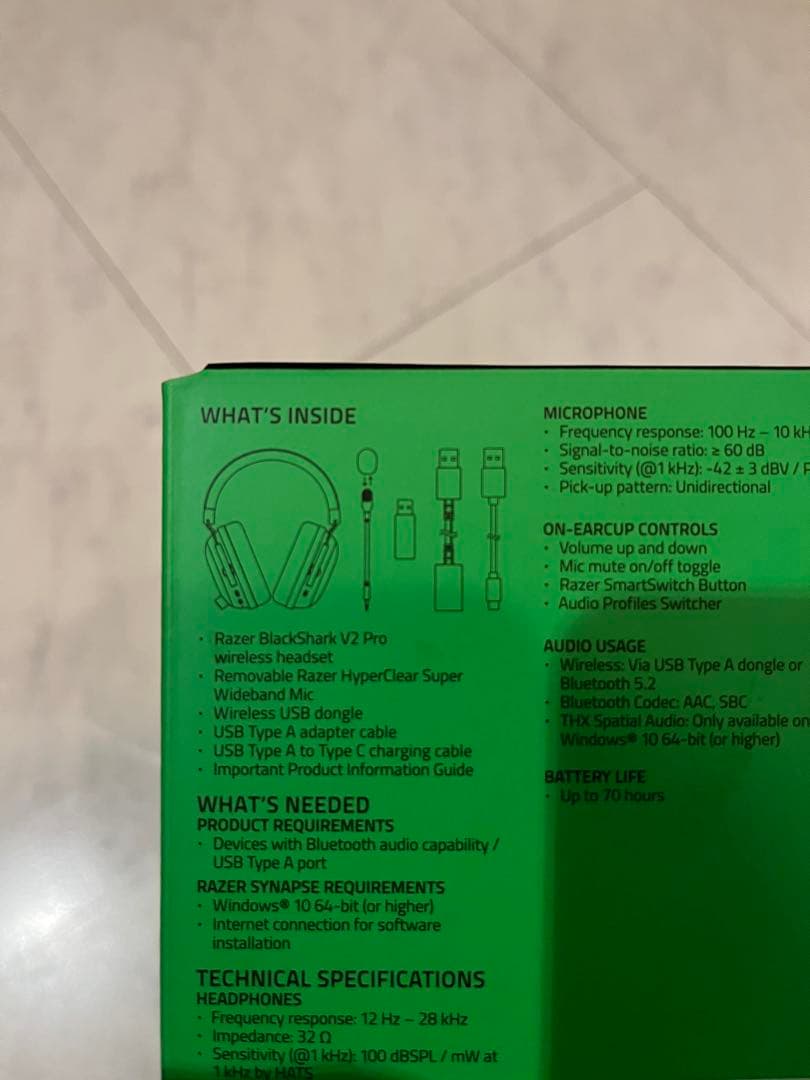 WHAT'S INSIDE
· Razer BlackShark V2 Pro
wireless headset
· Removable Razer HyperClear Super
Wideband Mic
· Wireless USB dongle
· USB Type A adapter cable
· USB Type A to Type C charging cable
· Important Product Information Guide
WHAT'S NEEDED
PRODUCT REQUIREMENTS
· Devices with Bluetooth audio capability /
USB Type A port
RAZER SYNAPSE REQUIREMENTS
· Windows® 10 64-bit (or higher)
· Internet connection for software
installation
TECHNICAL SPECIFICATIONS
HEADPHONES
· Frequency response: 12 Hz – 28 kHz
· Impedance: 32 Ω
· Sensitivity (@1 kHz): 100 dBSPL / mW at
1 kHz by HATS
MICROPHONE
· Frequency response: 100 Hz – 10
· Signal-to-noise ratio: ≥ 60 dB
· Sensitivity (@1 kHz): -42 ± 3 dBV /
· Pick-up pattern: Unidirectional
ON-EARCUP CONTROLS
· Volume up and down
· Mic mute on/off toggle
· Razer SmartSwitch Button
· Audio Profiles Switcher
AUDIO USAGE
· Wireless: Via USB Type A dongle or
Bluetooth 5.2
· Bluetooth Codec: AAC, SBC
· THX Spatial Audio: Only available on
Windows® 10 64-bit (or higher)
BATTERY LIFE
· Up to 70 hours